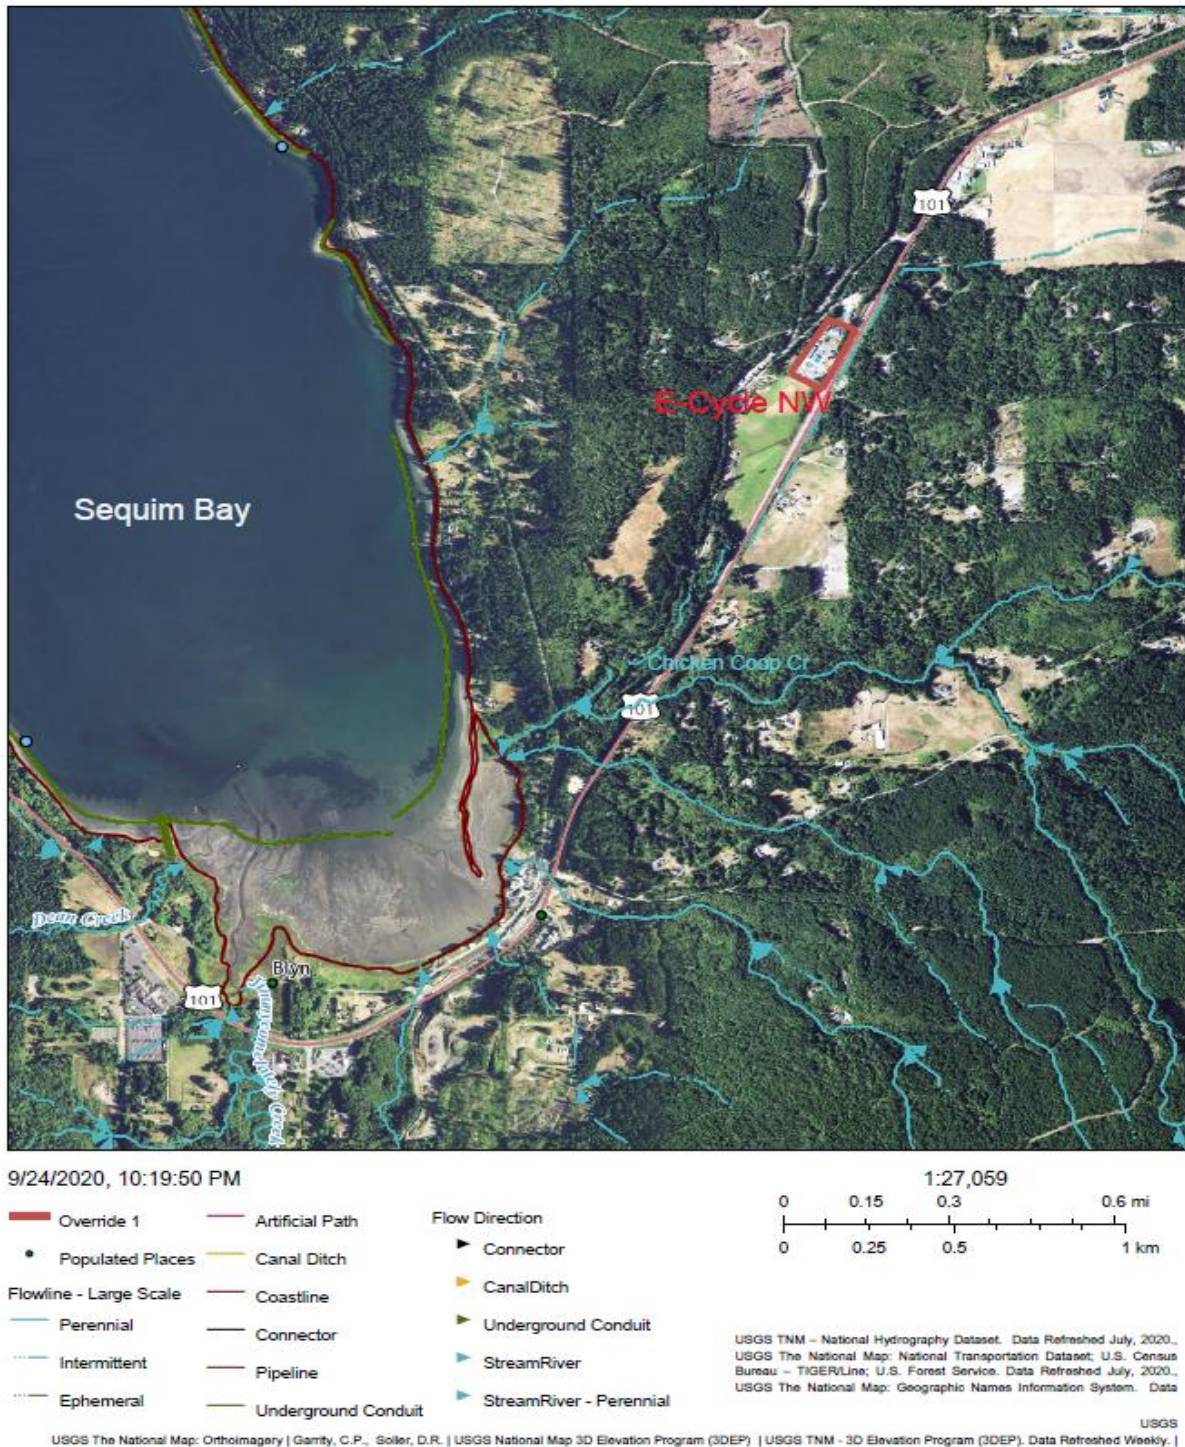 101
E-Cycle NW
Sequim Bay
Chicken Coop Cr
101
Dean Creek
Blyn
101
Jimmycomelately Creek
9/24/2020, 10:19:50 PM
Override 1
Populated Places
Flowline - Large Scale
Perennial
Intermittent
Ephemeral
Artificial Path
Canal Ditch
Coastline
Connector
Pipeline
Underground Conduit
Flow Direction
Connector
CanalDitch
Underground Conduit
StreamRiver
StreamRiver - Perennial
1:27,059
0 0.15 0.3 0.6 mi
0 0.25 0.5 1 km
USGS TNM – National Hydrography Dataset. Data Refreshed July, 2020.,
USGS The National Map: National Transportation Dataset; U.S. Census
Bureau – TIGER/Line; U.S. Forest Service. Data Refreshed July, 2020.,
USGS The National Map: Geographic Names Information System. Data
USGS
USGS The National Map: Orthoimagery | Garrity, C.P., Soller, D.R. | USGS National Map 3D Elevation Program (3DEP) | USGS TNM - 3D Elevation Program (3DEP). Data Refreshed Weekly. |